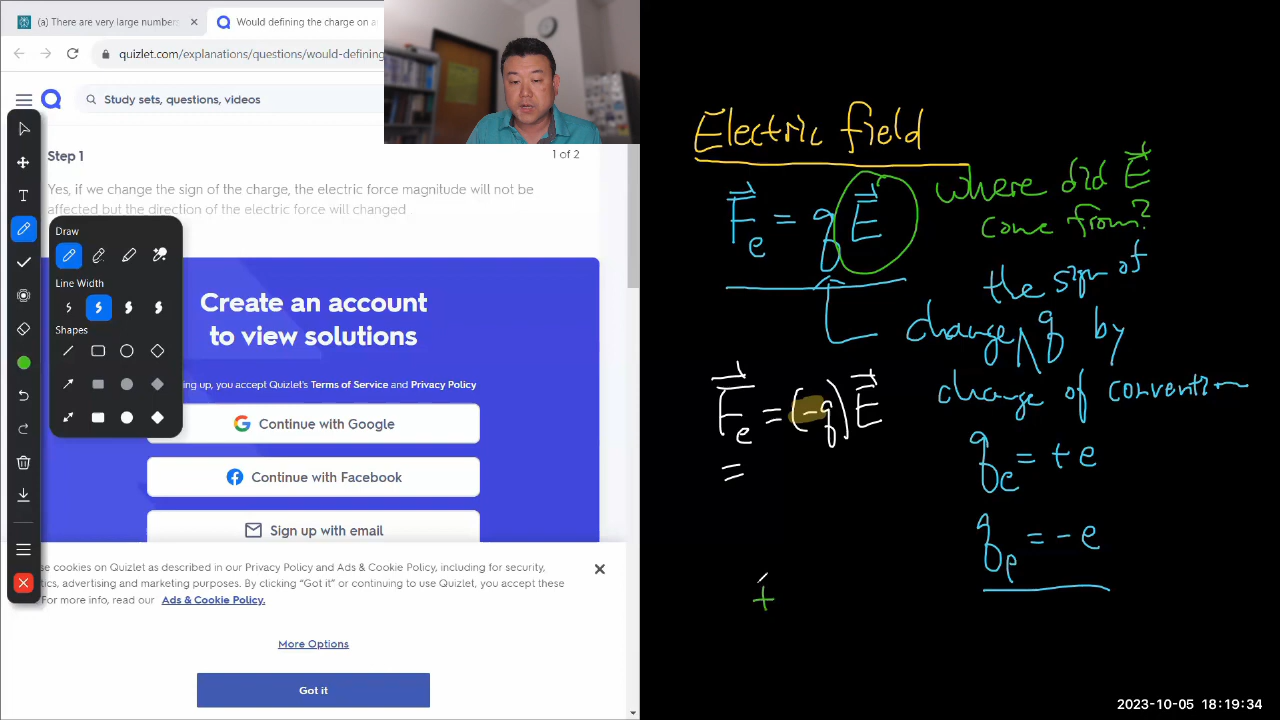 (a) There are very large numbers
Would defining the charge on a
quizlet.com/explanations/questions/would-defining
Study sets, questions, videos
Step 1
1 of 2
Yes, if we change the sign of the charge, the electric force magnitude will not be
affected but the direction of the electric force will changed
Draw
Line Width
Shapes
Create an account
to view solutions
ing up, you accept Quizlet's Terms of Service and Privacy Policy
Continue with Google
Continue with Facebook
Sign up with email
se cookies on Quizlet as described in our Privacy Policy and Ads & Cookie Policy, including for security,
tics, advertising and marketing purposes. By clicking "Got it" or continuing to use Quizlet, you accept these
For more info, read our Ads & Cookie Policy.
More Options
Got it
Electric field
F⃗e = q E⃗
where did E⃗
come from?
the sign of
change ∧ q by
change of convention
F⃗e = (-q) E⃗
=
qe = + e
qp = - e
+
2023-10-05 18:19:34